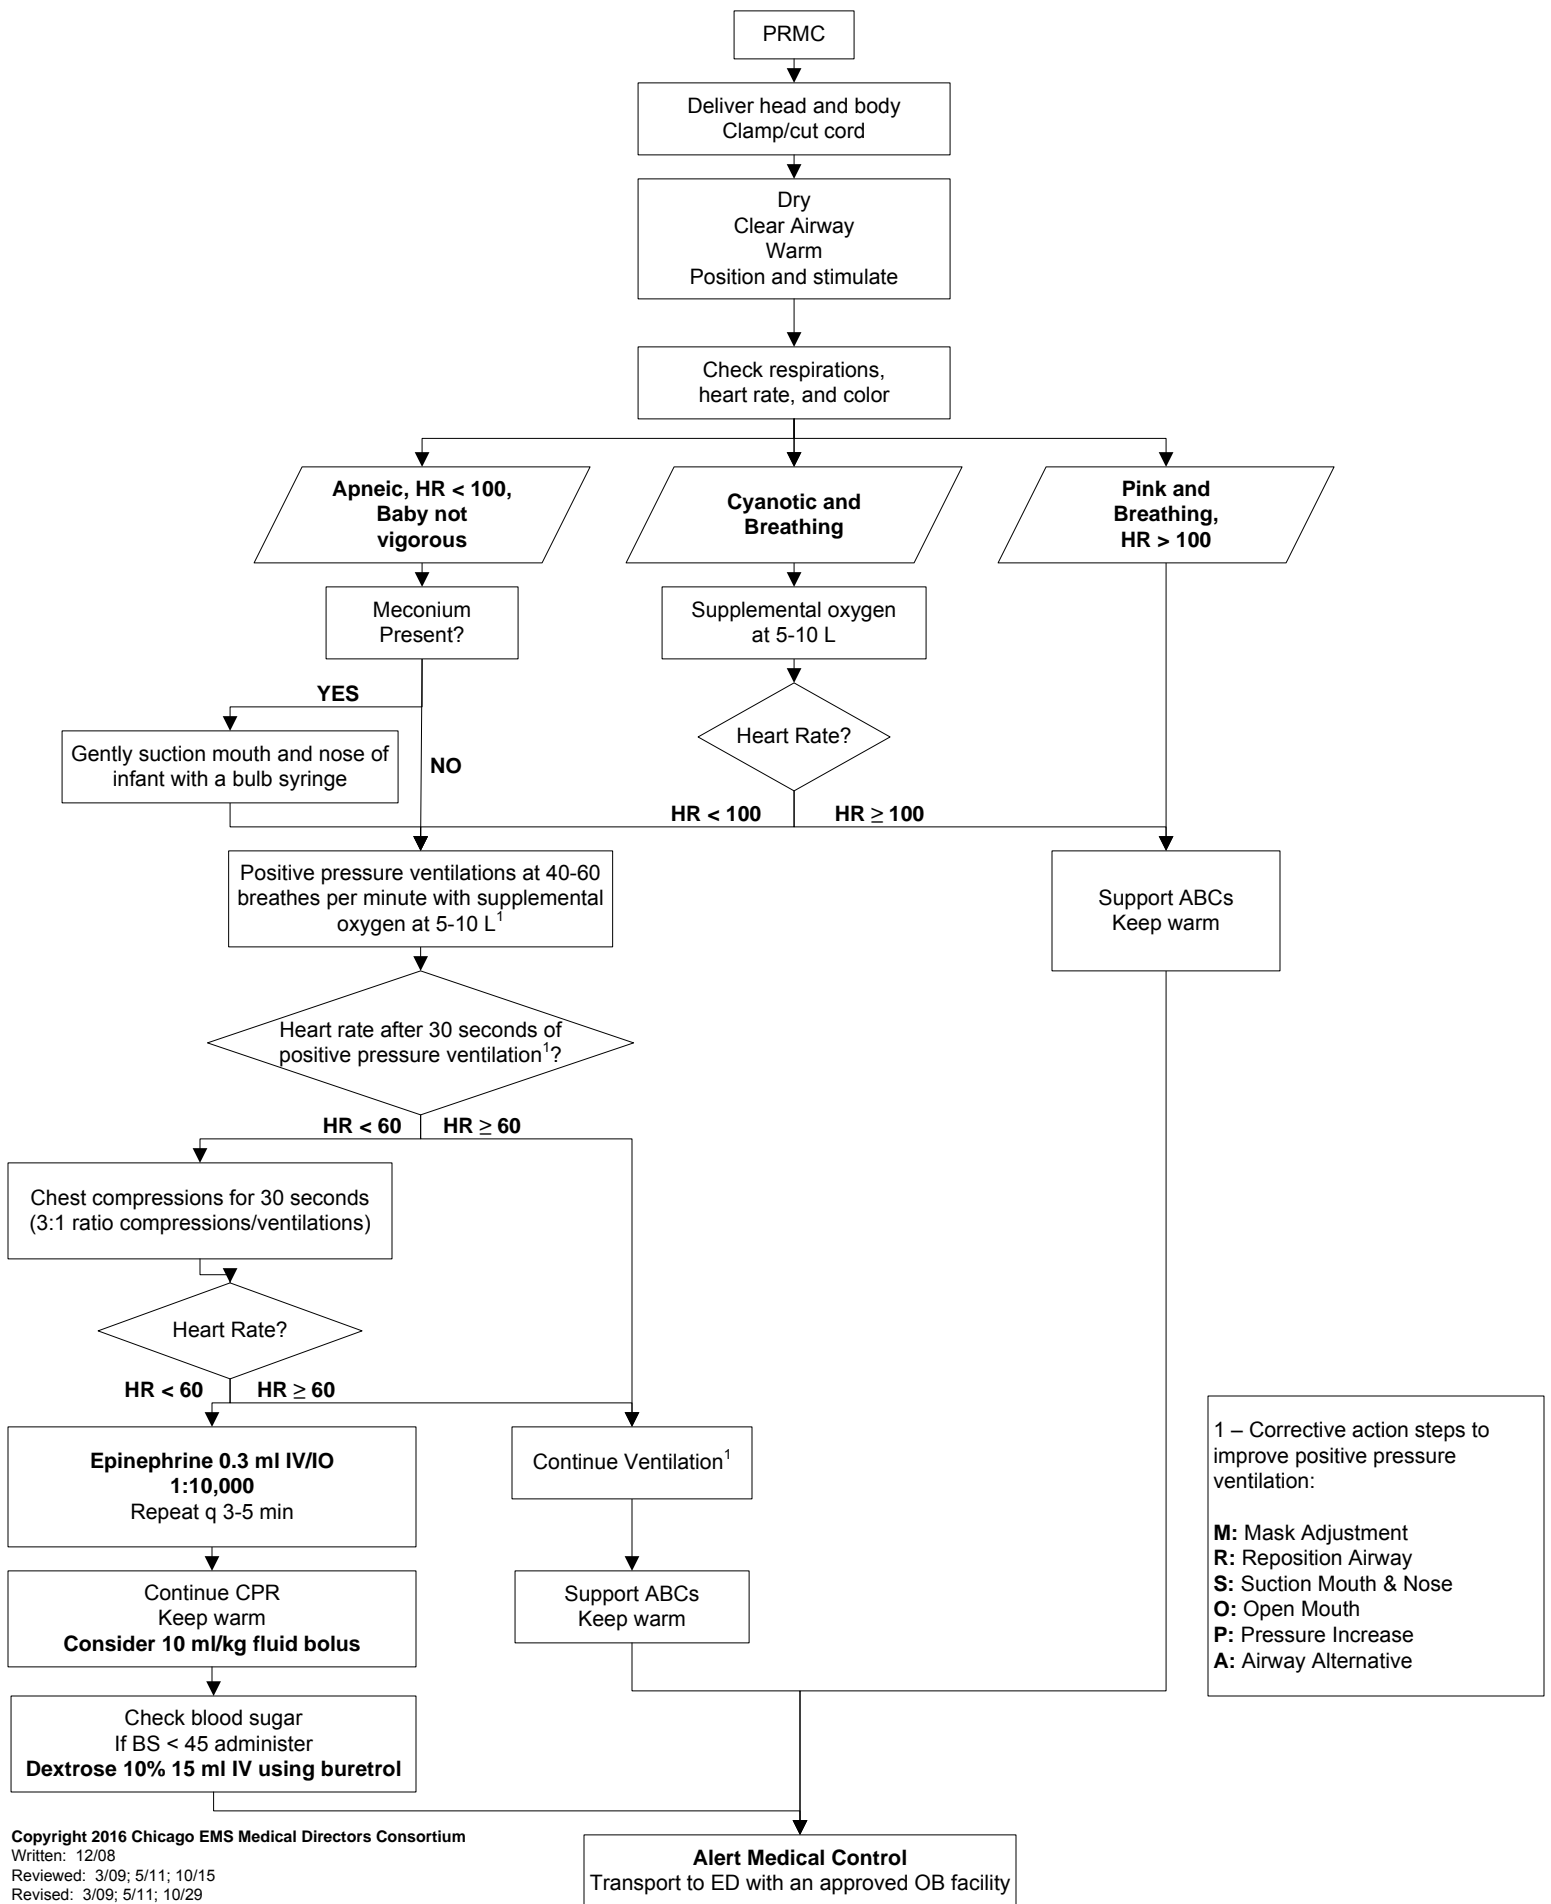 PRMC
Deliver head and body
Clamp/cut cord
Dry
Clear Airway
Warm
Position and stimulate
Check respirations,
heart rate, and color
Apneic, HR < 100,
Baby not
vigorous
Cyanotic and
Breathing
Pink and
Breathing,
HR > 100
Meconium
Present?
Supplemental oxygen
at 5-10 L
YES
Gently suction mouth and nose of
infant with a bulb syringe
NO
Heart Rate?
HR < 100
HR ≥ 100
Positive pressure ventilations at 40-60
breathes per minute with supplemental
oxygen at 5-10 L1
Support ABCs
Keep warm
Heart rate after 30 seconds of
positive pressure ventilation1?
HR < 60
HR ≥ 60
Chest compressions for 30 seconds
(3:1 ratio compressions/ventilations)
Heart Rate?
HR < 60
HR ≥ 60
Epinephrine 0.3 ml IV/IO
1:10,000
Repeat q 3-5 min
Continue Ventilation1
Continue CPR
Keep warm
Consider 10 ml/kg fluid bolus
Support ABCs
Keep warm
Check blood sugar
If BS < 45 administer
Dextrose 10% 15 ml IV using buretrol
1 – Corrective action steps to
improve positive pressure
ventilation:
M: Mask Adjustment
R: Reposition Airway
S: Suction Mouth & Nose
O: Open Mouth
P: Pressure Increase
A: Airway Alternative
Alert Medical Control
Transport to ED with an approved OB facility
Copyright 2016 Chicago EMS Medical Directors Consortium
Written: 12/08
Reviewed: 3/09; 5/11; 10/15
Revised: 3/09; 5/11; 10/29